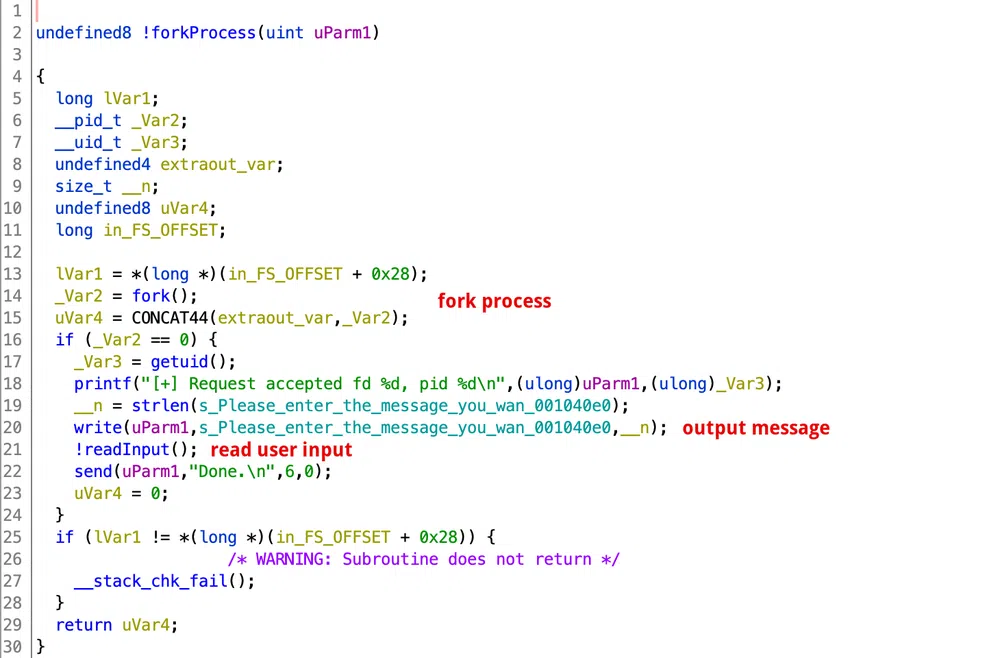 1
2 undefined8 !forkProcess(uint uParm1)
3
4 {
5 long lVar1;
6 __pid_t _Var2;
7 __uid_t _Var3;
8 undefined4 extraout_var;
9 size_t __n;
10 undefined8 uVar4;
11 long in_FS_OFFSET;
12
13 lVar1 = *(long *)(in_FS_OFFSET + 0x28);
14 _Var2 = fork(); fork process
15 uVar4 = CONCAT44(extraout_var,_Var2);
16 if (_Var2 == 0) {
17 _Var3 = getuid();
18 printf("[+] Request accepted fd %d, pid %d\n",(ulong)uParm1,(ulong)_Var3);
19 __n = strlen(s_Please_enter_the_message_you_wan_001040e0);
20 write(uParm1,s_Please_enter_the_message_you_wan_001040e0,__n); output message
21 !readInput(); read user input
22 send(uParm1,"Done.\n",6,0);
23 uVar4 = 0;
24 }
25 if (lVar1 != *(long *)(in_FS_OFFSET + 0x28)) {
26 /* WARNING: Subroutine does not return */
27 __stack_chk_fail();
28 }
29 return uVar4;
30 }